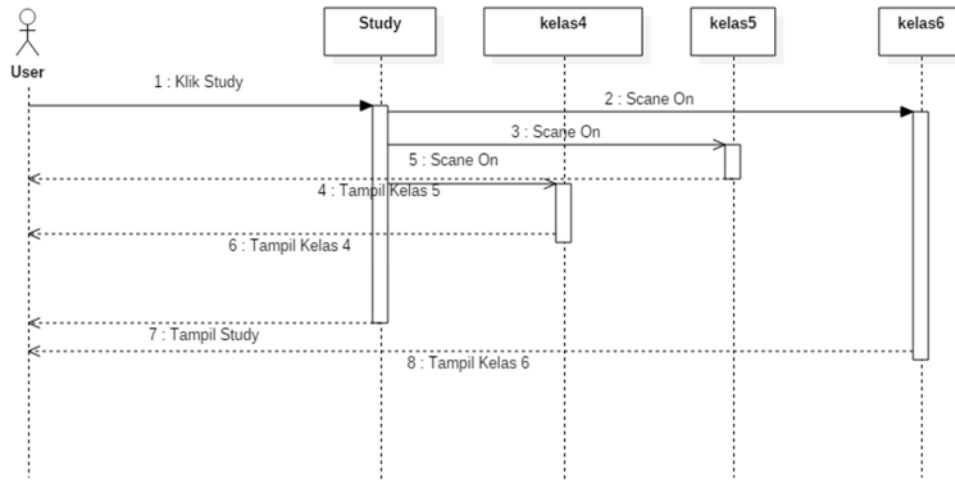 Study
kelas4
kelas5
kelas6
User
1 : Klik Study
2 : Scane On
3 : Scane On
5 : Scane On
4 : Tampil Kelas 5
6 : Tampil Kelas 4
7 : Tampil Study
8 : Tampil Kelas 6